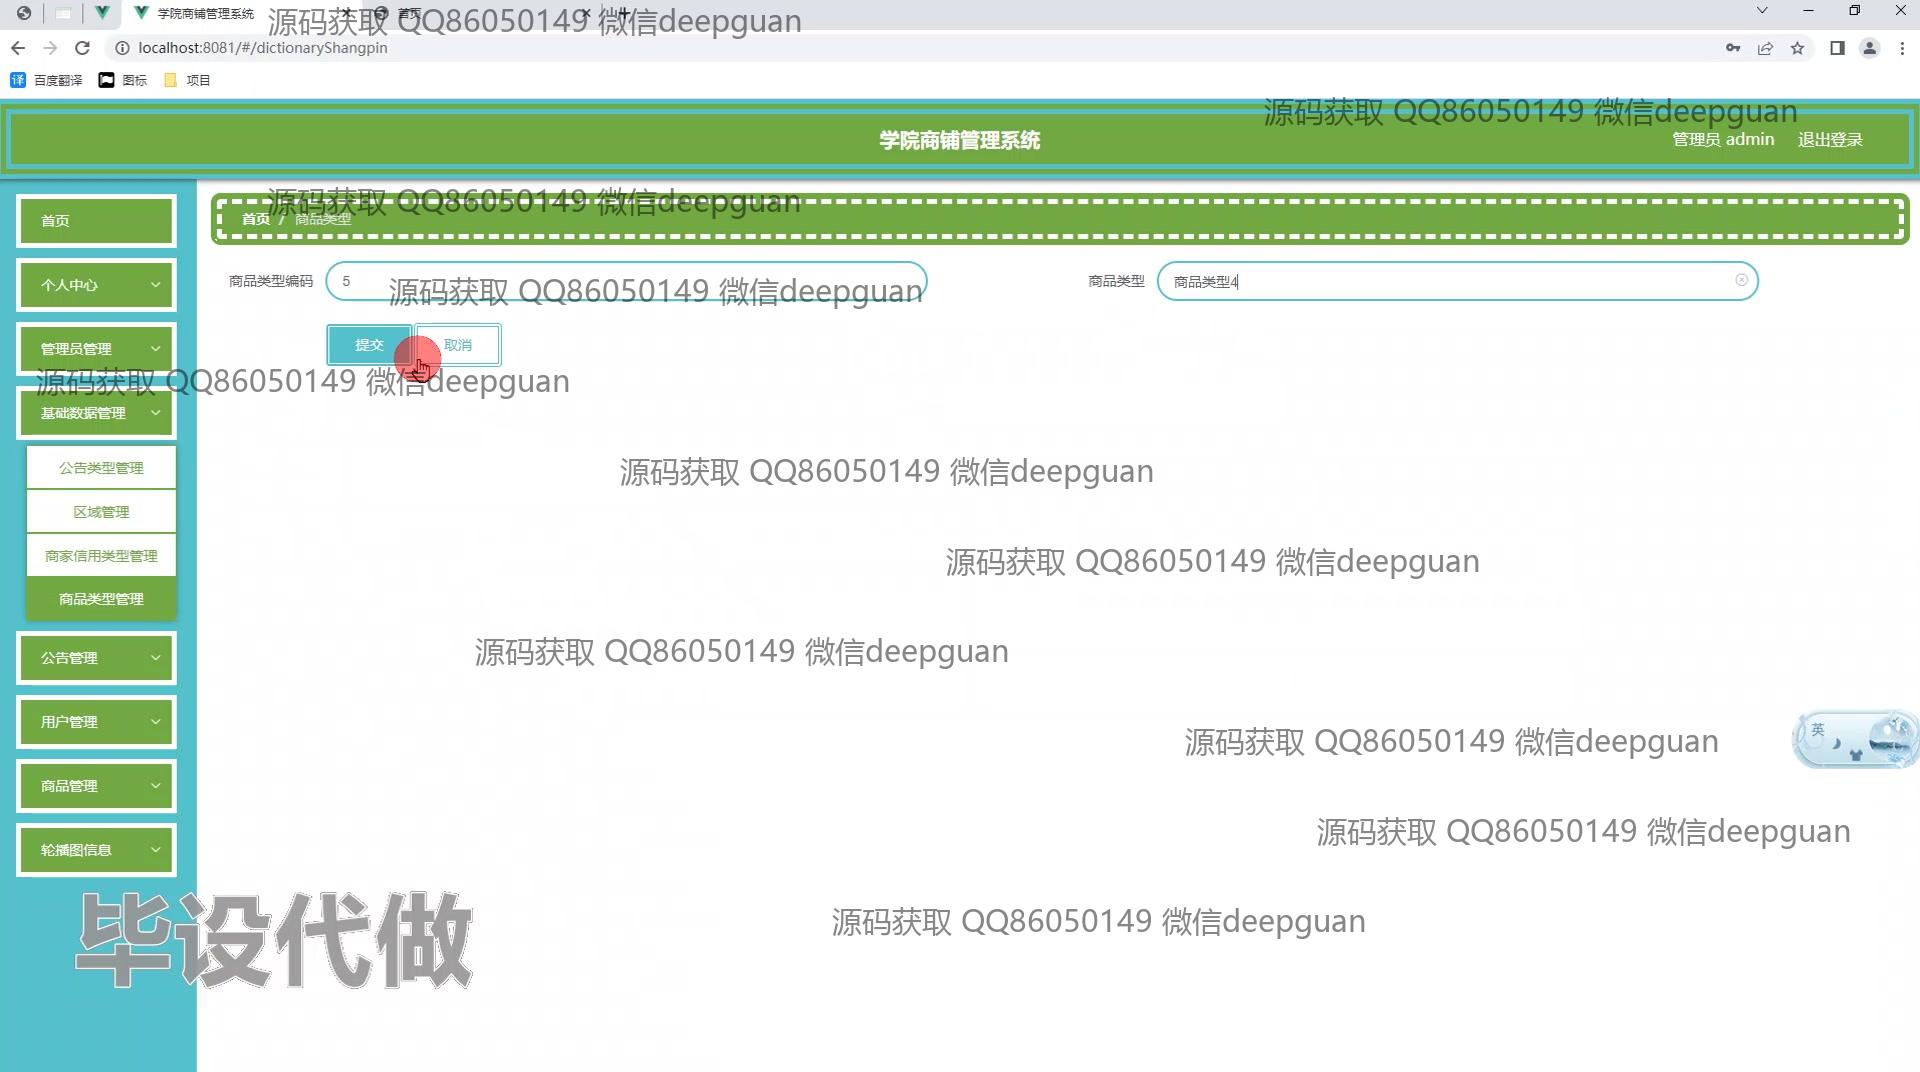 学院商铺管理系统
首页
源码获取 QQ86050149 微信deepguan
localhost:8081/#/dictionaryShangpin
译 百度翻译 图标 项目
源码获取 QQ86050149 微信deepguan
学院商铺管理系统
管理员 admin 退出登录
源码获取 QQ86050149 微信deepguan
首页 / 商品类型
首页
个人中心
管理员管理
基础数据管理
公告类型管理
区域管理
商家信用类型管理
商品类型管理
公告管理
用户管理
商品管理
轮播图信息
商品类型编码 5
商品类型 商品类型4
源码获取 QQ86050149 微信deepguan
提交 取消
源码获取 QQ86050149 微信deepguan
源码获取 QQ86050149 微信deepguan
源码获取 QQ86050149 微信deepguan
源码获取 QQ86050149 微信deepguan
源码获取 QQ86050149 微信deepguan
英
源码获取 QQ86050149 微信deepguan
源码获取 QQ86050149 微信deepguan
毕设代做